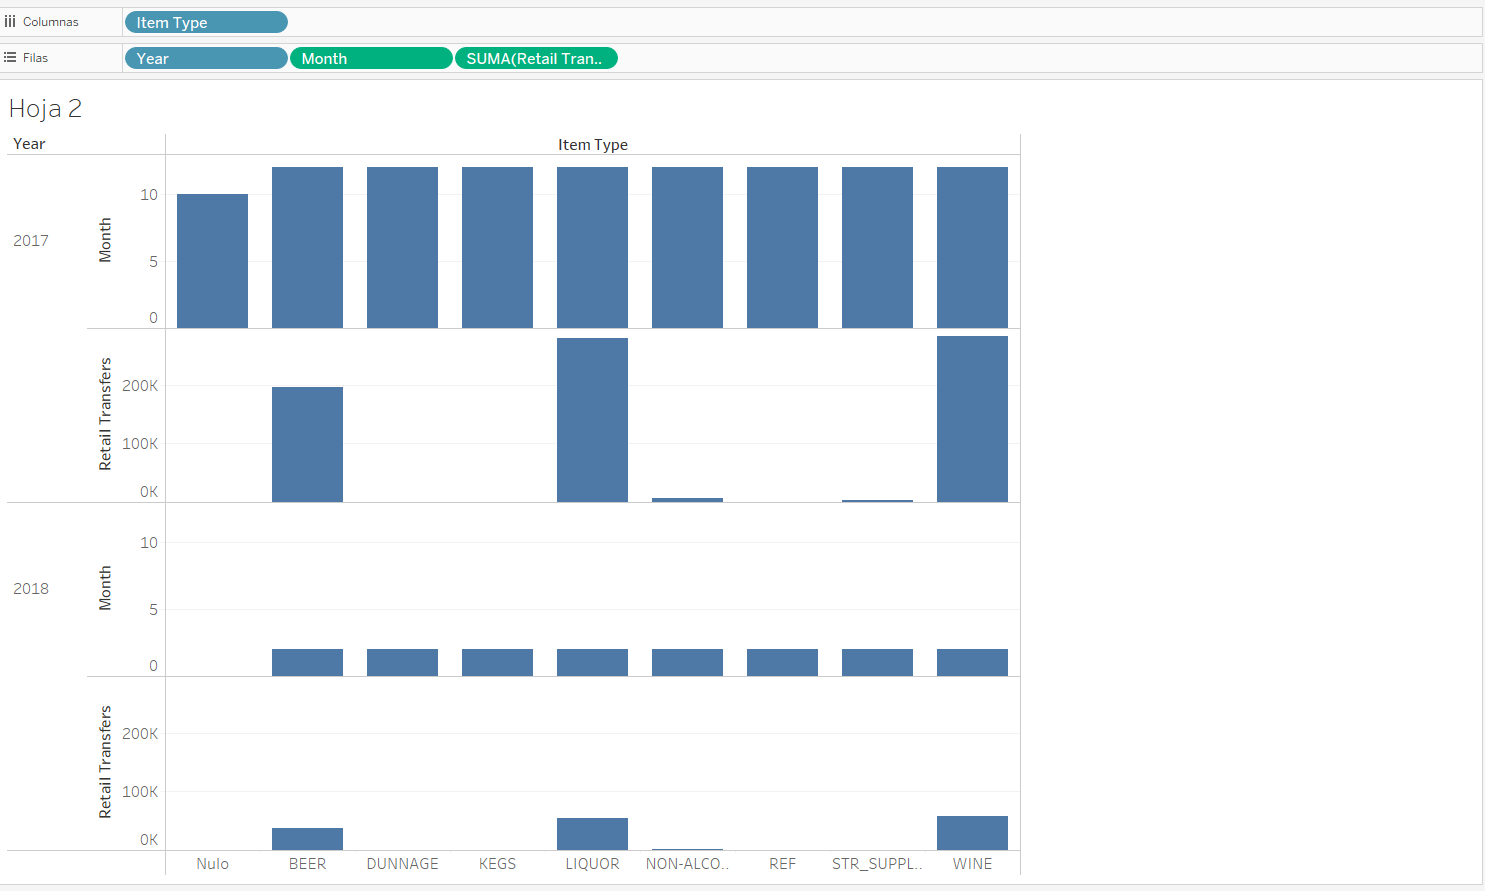 Columnas
Item Type
Filas
Year
Month
SUMA(Retail Tran..
Hoja 2
Year
Item Type
2017
Month
10
5
0
Retail Transfers
200K
100K
0K
2018
Month
10
5
0
Retail Transfers
200K
100K
0K
Nulo BEER DUNNAGE KEGS LIQUOR NON-ALCO.. REF STR_SUPPL.. WINE